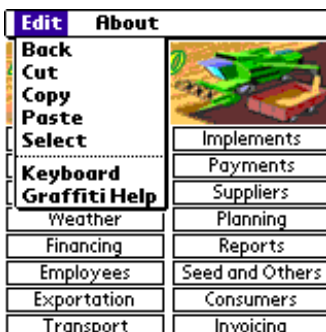 Edit About
Back
Cut
Copy
Paste
Select
Keyboard
Graffiti Help
Implements
Payments
Suppliers
Weather Planning
Financing Reports
Employees Seed and Others
Exportation Consumers
Transport Invoicing